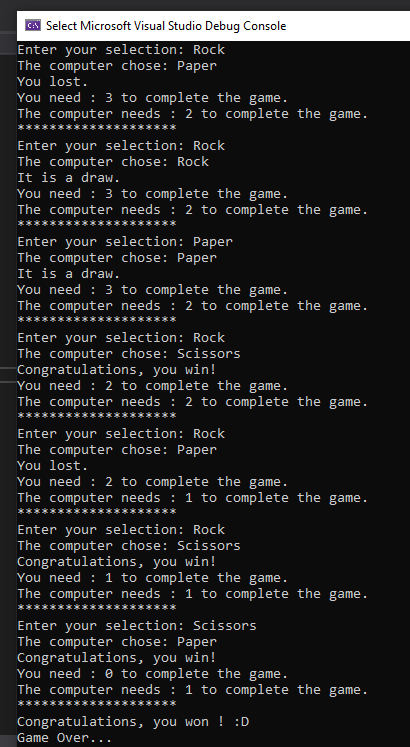 Select Microsoft Visual Studio Debug Console
Enter your selection: Rock
The computer chose: Paper
You lost.
You need : 3 to complete the game.
The computer needs : 2 to complete the game.
********************
Enter your selection: Rock
The computer chose: Rock
It is a draw.
You need : 3 to complete the game.
The computer needs : 2 to complete the game.
********************
Enter your selection: Paper
The computer chose: Paper
It is a draw.
You need : 3 to complete the game.
The computer needs : 2 to complete the game.
********************
Enter your selection: Rock
The computer chose: Scissors
Congratulations, you win!
You need : 2 to complete the game.
The computer needs : 2 to complete the game.
********************
Enter your selection: Rock
The computer chose: Paper
You lost.
You need : 2 to complete the game.
The computer needs : 1 to complete the game.
********************
Enter your selection: Rock
The computer chose: Scissors
Congratulations, you win!
You need : 1 to complete the game.
The computer needs : 1 to complete the game.
********************
Enter your selection: Scissors
The computer chose: Paper
Congratulations, you win!
You need : 0 to complete the game.
The computer needs : 1 to complete the game.
********************
Congratulations, you won ! :D
Game Over...